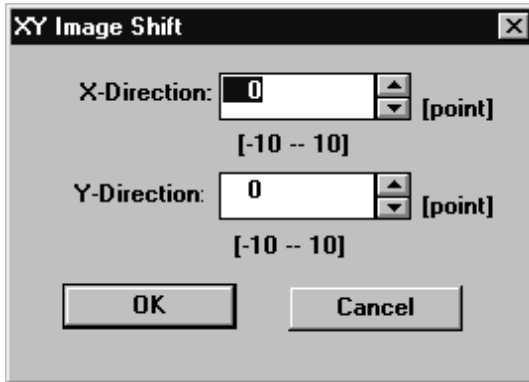 XY Image Shift
X-Direction: 0 [point]
[-10 -- 10]
Y-Direction: 0 [point]
[-10 -- 10]
OK Cancel